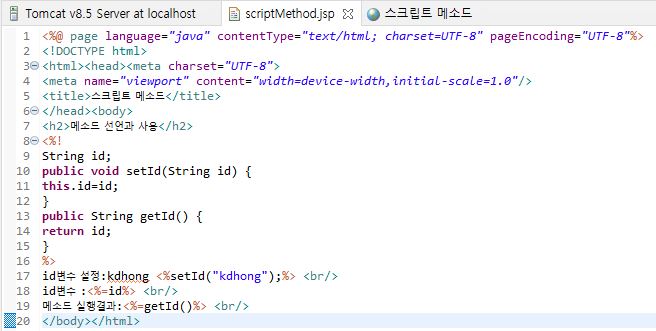 Tomcat v8.5 Server at localhost scriptMethod.jsp 스크립트 메소드
1 <%@ page language="java" contentType="text/html; charset=UTF-8" pageEncoding="UTF-8"%>
2 <!DOCTYPE html>
3 <html><head><meta charset="UTF-8">
4 <meta name="viewport" content="width=device-width,initial-scale=1.0"/>
5 <title>스크립트 메소드</title>
6 </head><body>
7 <h2>메소드 선언과 사용</h2>
8 <%!
9 String id;
10 public void setId(String id) {
11 this.id=id;
12 }
13 public String getId() {
14 return id;
15 }
16 %>
17 id변수 설정:kdhong <%setId("kdhong");%> <br/>
18 id변수 :<%=id%> <br/>
19 메소드 실행결과:<%=getId()%> <br/>
20 </body></html>